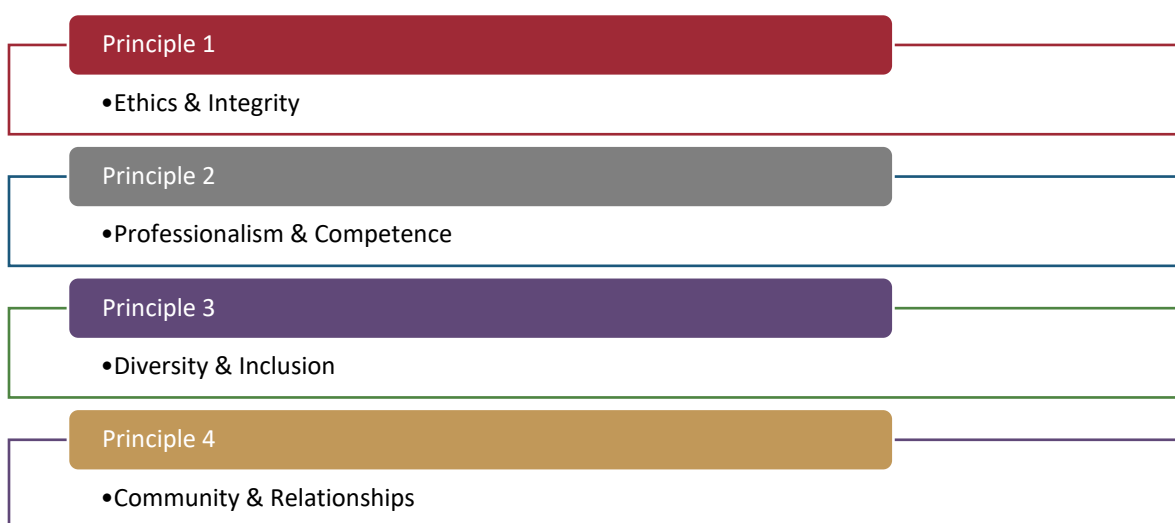 Principle 1
•Ethics & Integrity
Principle 2
•Professionalism & Competence
Principle 3
•Diversity & Inclusion
Principle 4
•Community & Relationships